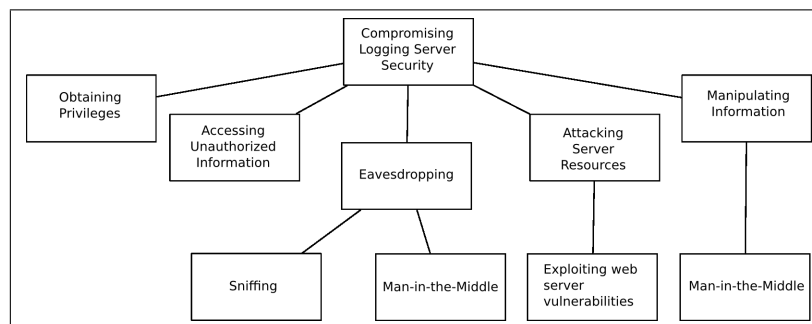 Compromising
Logging Server
Security
Obtaining
Privileges
Accessing
Unauthorized
Information
Eavesdropping
Attacking
Server
Resources
Manipulating
Information
Sniffing
Man-in-the-Middle
Exploiting web
server
vulnerabilities
Man-in-the-Middle